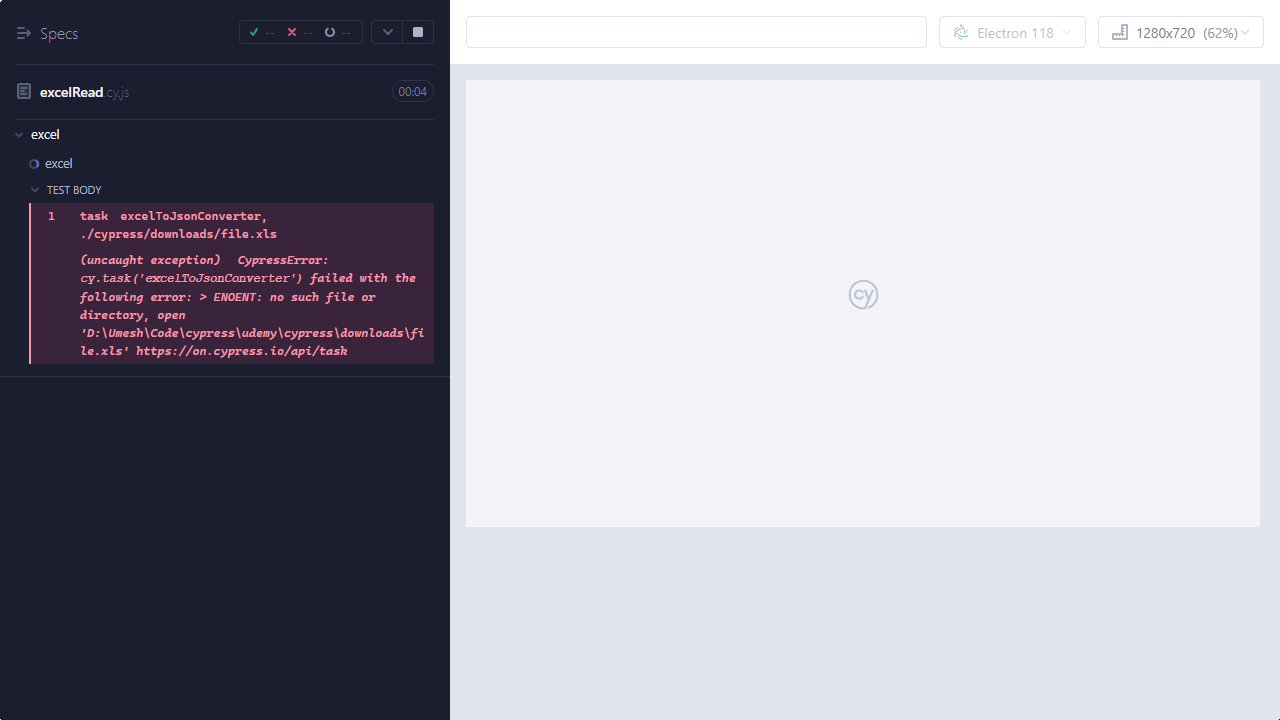 Specs
-- -- --
excelRead.cy.js
00:04
excel
excel
TEST BODY
1 task excelToJsonConverter,
./cypress/downloads/file.xls
(uncaught exception) CypressError:
cy.task('excelToJsonConverter') failed with the
following error: > ENOENT: no such file or
directory, open
'D:\Umesh\Code\cypress\udemy\cypress\downloads\fi
le.xls' https://on.cypress.io/api/task
Electron 118
1280x720 (62%)
cy